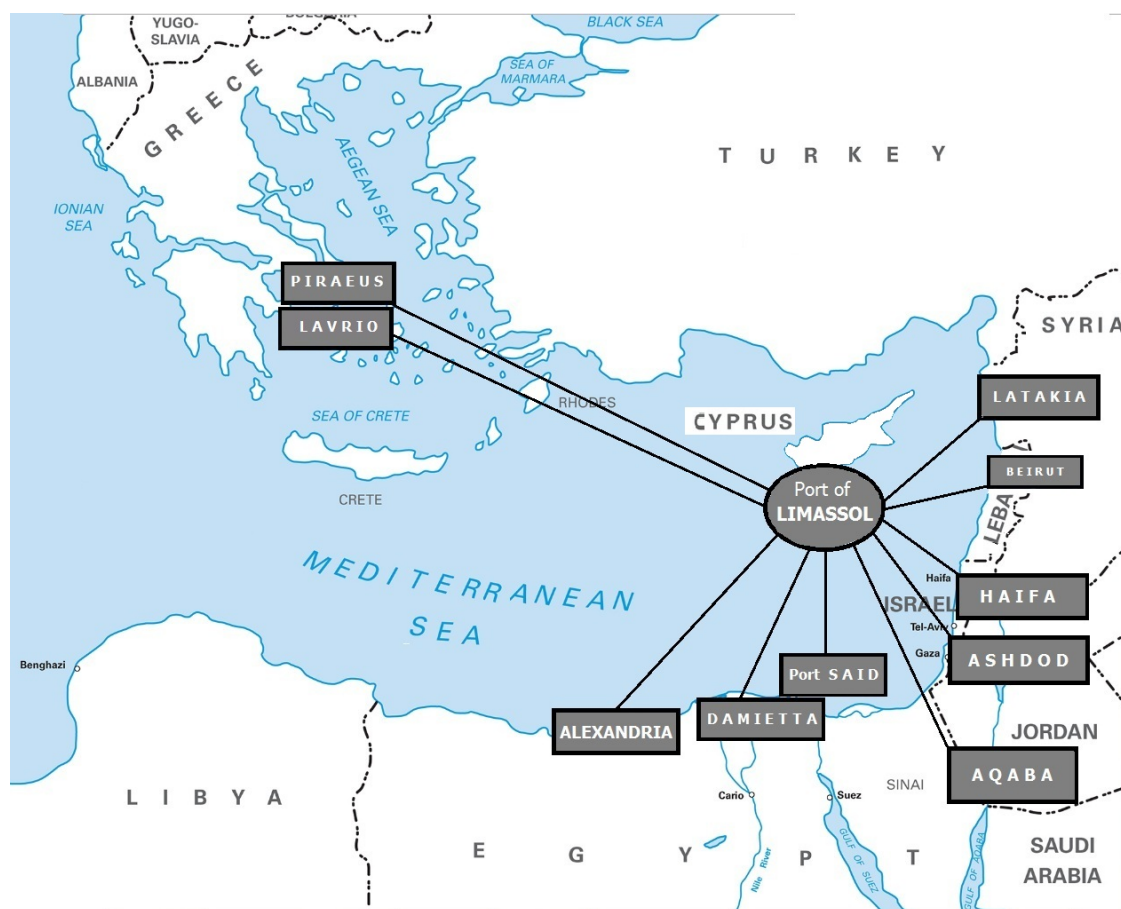 BLACK SEA
YUGO-
SLAVIA
SEA OF
MARMARA
ALBANIA
GREECE
TURKEY
AEGEAN SEA
IONIAN
SEA
PIRAEUS
LAVRIO
SYRIA
LATAKIA
RHODES
SEA OF CRETE
CYPRUS
BEIRUT
CRETE
Port of
LIMASSOL
LEBA
MEDITERRANEAN
SEA
Haifa
HAIFA
ISRAEL
Tel-Aviv
Gaza
ASHDOD
Benghazi
Port SAID
DAMIETTA
ALEXANDRIA
JORDAN
AQABA
SINAI
LIBYA
Cario
Suez
EGYPT
Nile River
GULF OF SUEZ
GULF OF AQABA
SAUDI
ARABIA